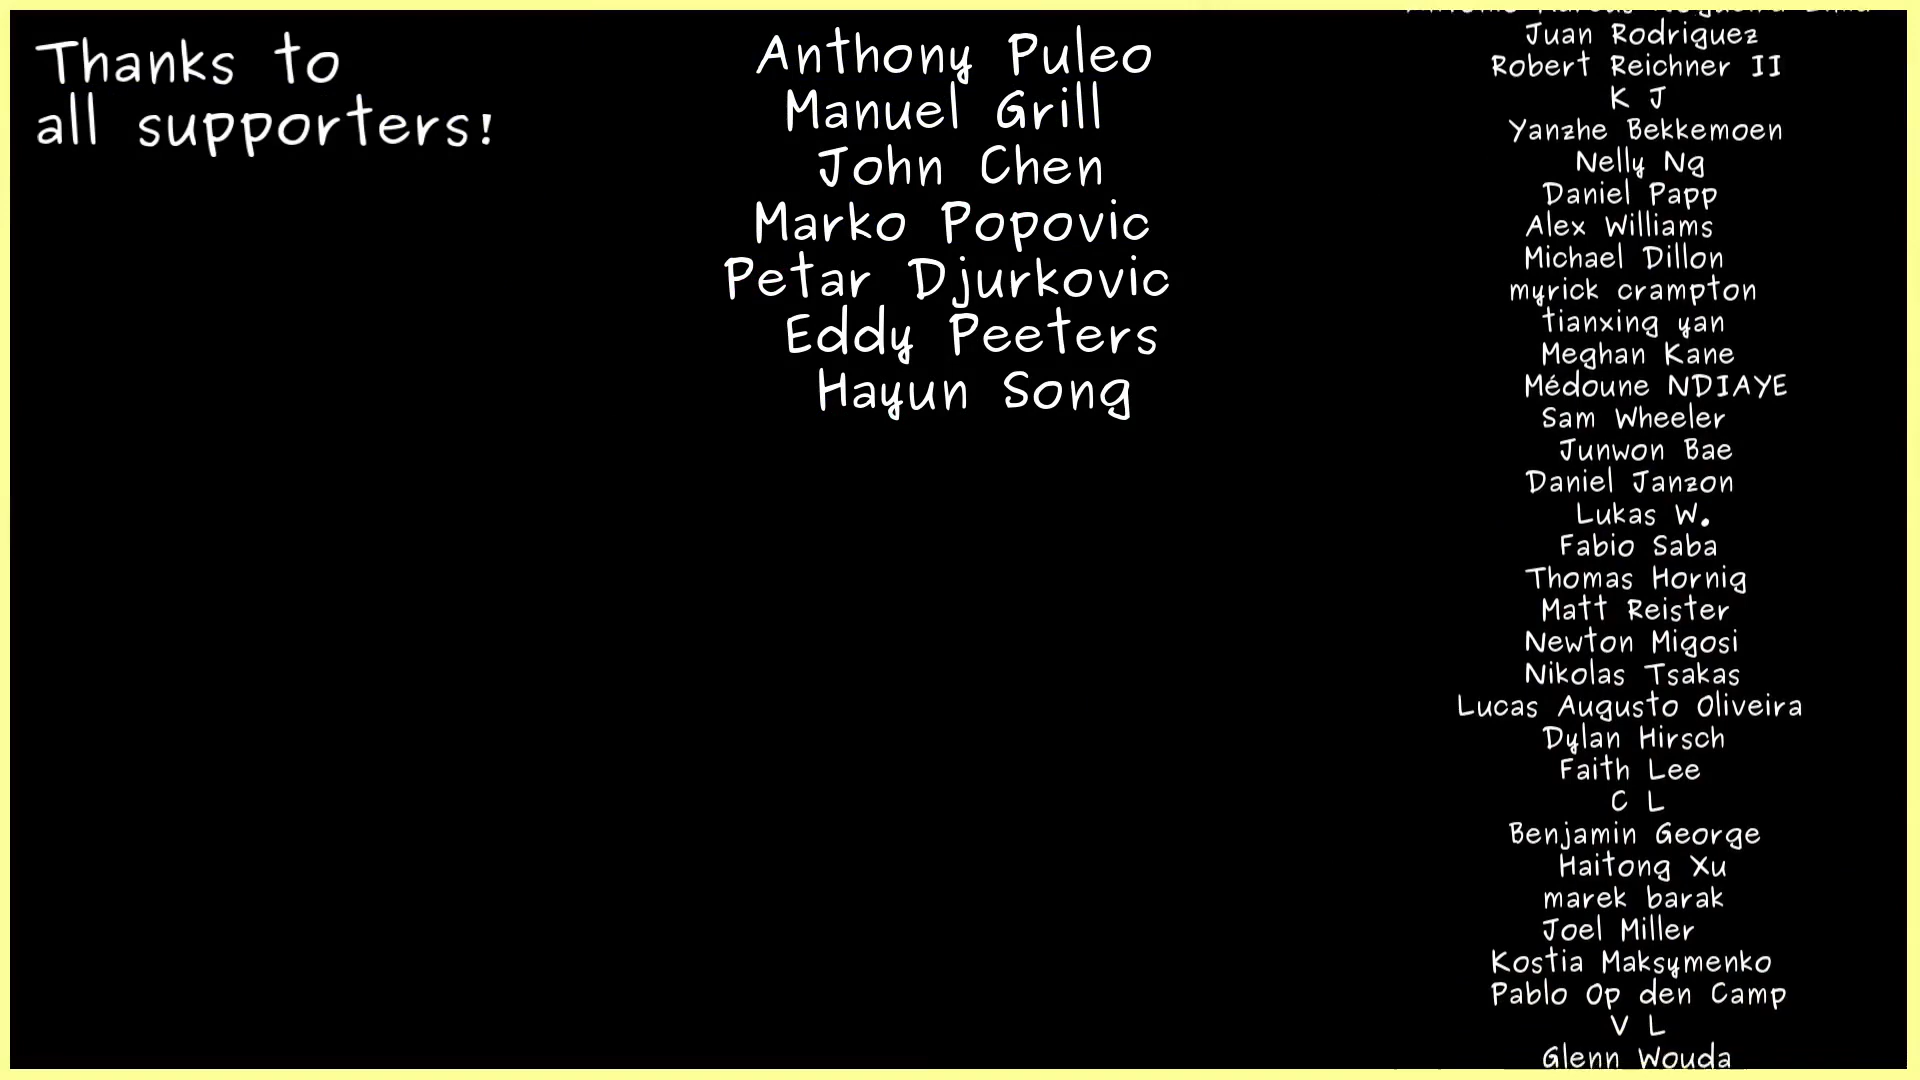 Thanks to
all supporters!
Anthony Puleo
Manuel Grill
John Chen
Marko Popovic
Petar Djurkovic
Eddy Peeters
Hayun Song
Juan Rodriguez
Robert Reichner II
K J
Yanzhe Bekkemoen
Nelly Ng
Daniel Papp
Alex Williams
Michael Dillon
myrick crampton
tianxing yan
Meghan Kane
Médoune NDIAYE
Sam Wheeler
Junwon Bae
Daniel Janzon
Lukas W.
Fabio Saba
Thomas Hornig
Matt Reister
Newton Migosi
Nikolas Tsakas
Lucas Augusto Oliveira
Dylan Hirsch
Faith Lee
C L
Benjamin George
Haitong Xu
marek barak
Joel Miller
Kostia Maksymenko
Pablo Op den Camp
V L
Glenn Wouda